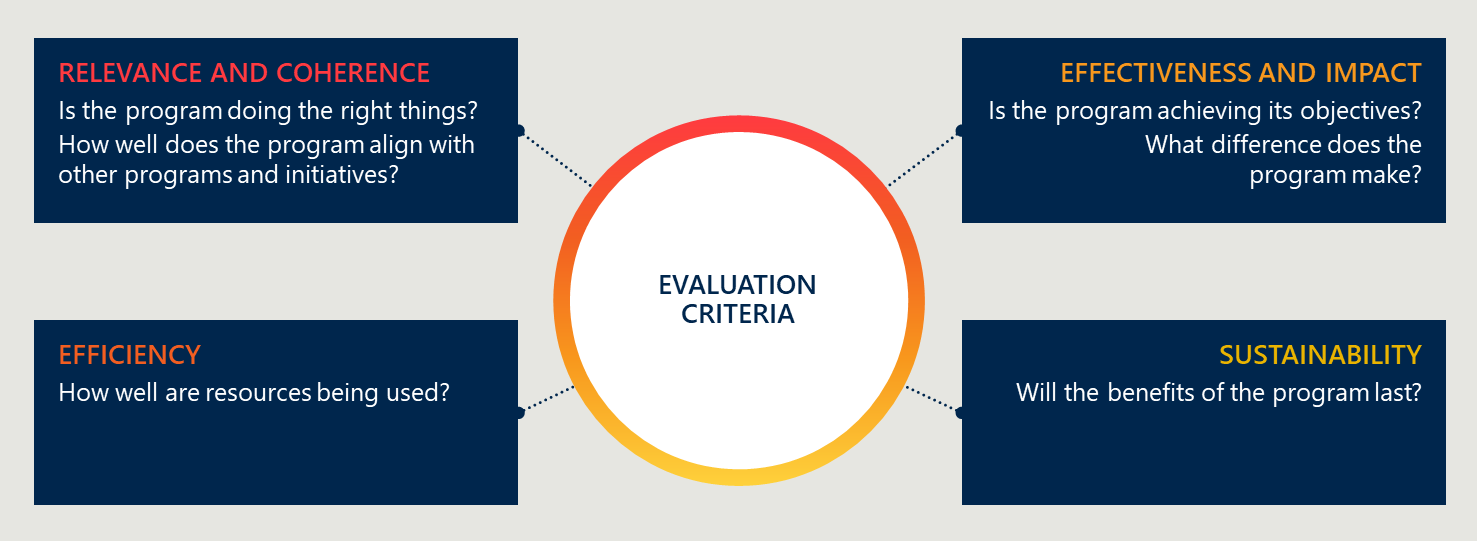 RELEVANCE AND COHERENCE
Is the program doing the right things?
How well does the program align with
other programs and initiatives?
EFFECTIVENESS AND IMPACT
Is the program achieving its objectives?
What difference does the
program make?
EVALUATION
CRITERIA
EFFICIENCY
How well are resources being used?
SUSTAINABILITY
Will the benefits of the program last?